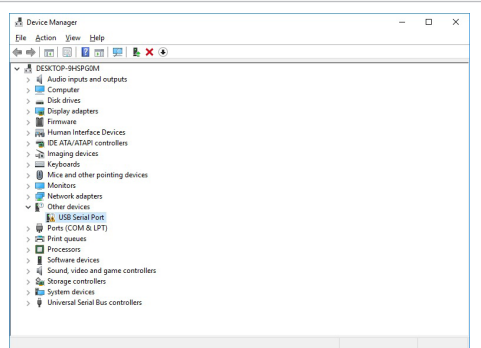 Device Manager
File Action View Help
DESKTOP-9HSPG0M
Audio inputs and outputs
Computer
Disk drives
Display adapters
Firmware
Human Interface Devices
IDE ATA/ATAPI controllers
Imaging devices
Keyboards
Mice and other pointing devices
Monitors
Network adapters
Other devices
USB Serial Port
Ports (COM & LPT)
Print queues
Processors
Software devices
Sound, video and game controllers
Storage controllers
System devices
Universal Serial Bus controllers